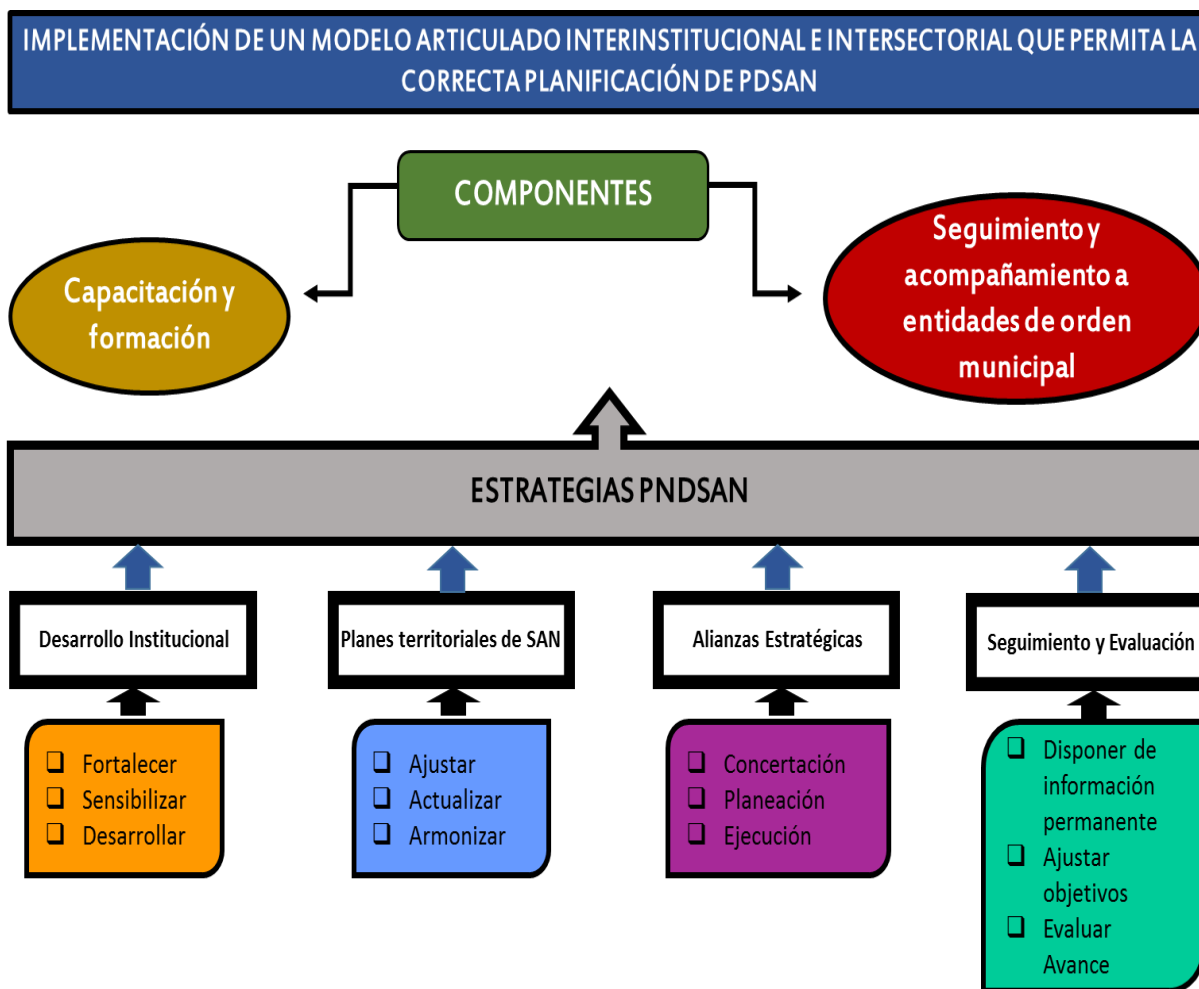 IMPLEMENTACIÓN DE UN MODELO ARTICULADO INTERINSTITUCIONAL E INTERSECTORIAL QUE PERMITA LA
CORRECTA PLANIFICACIÓN DE PDSAN
COMPONENTES
Capacitación y
formación
Seguimiento y
acompañamiento a
entidades de orden
municipal
ESTRATEGIAS PNDSAN
Desarrollo Institucional
Planes territoriales de SAN
Alianzas Estratégicas
Seguimiento y Evaluación
❑ Fortalecer
❑ Sensibilizar
❑ Desarrollar
❑ Ajustar
❑ Actualizar
❑ Armonizar
❑ Concertación
❑ Planeación
❑ Ejecución
❑ Disponer de
información
permanente
❑ Ajustar
objetivos
❑ Evaluar
Avance